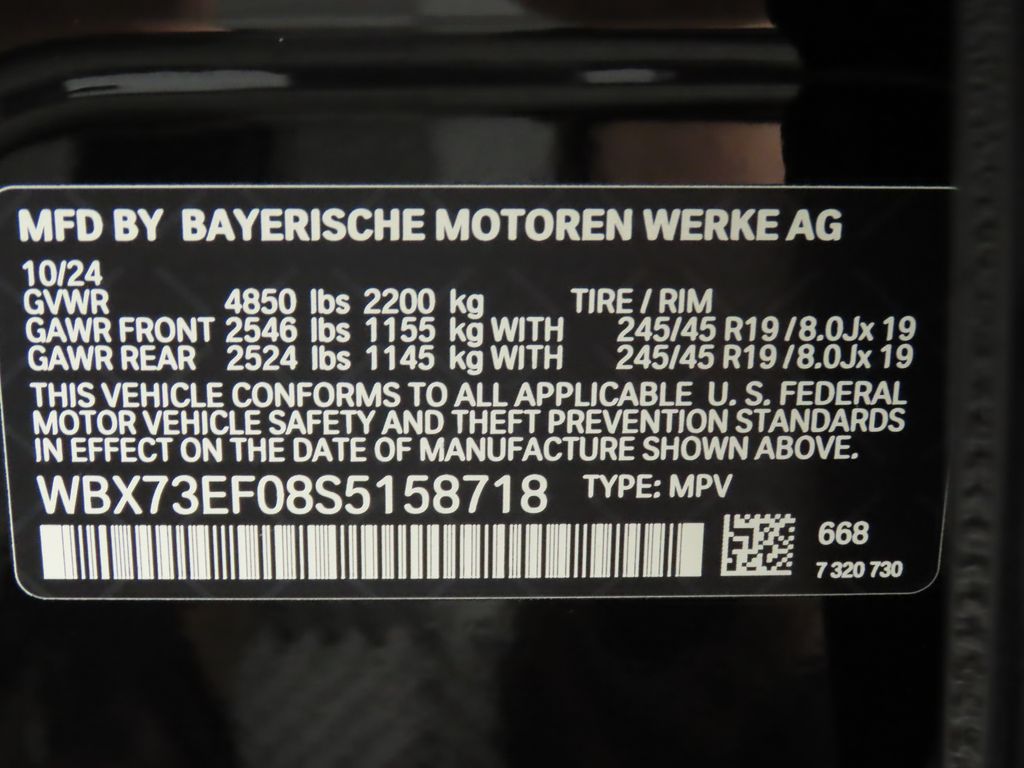 MFD BY BAYERISCHE MOTOREN WERKE AG
10/24
GVWR 4850 lbs 2200 kg TIRE / RIM
GAWR FRONT 2546 lbs 1155 kg WITH 245/45 R19 /8.0Jx 19
GAWR REAR 2524 lbs 1145 kg WITH 245/45 R19 /8.0Jx 19
THIS VEHICLE CONFORMS TO ALL APPLICABLE U. S. FEDERAL
MOTOR VEHICLE SAFETY AND THEFT PREVENTION STANDARDS
IN EFFECT ON THE DATE OF MANUFACTURE SHOWN ABOVE.
WBX73EF08S5158718 TYPE: MPV
668
7 320 730